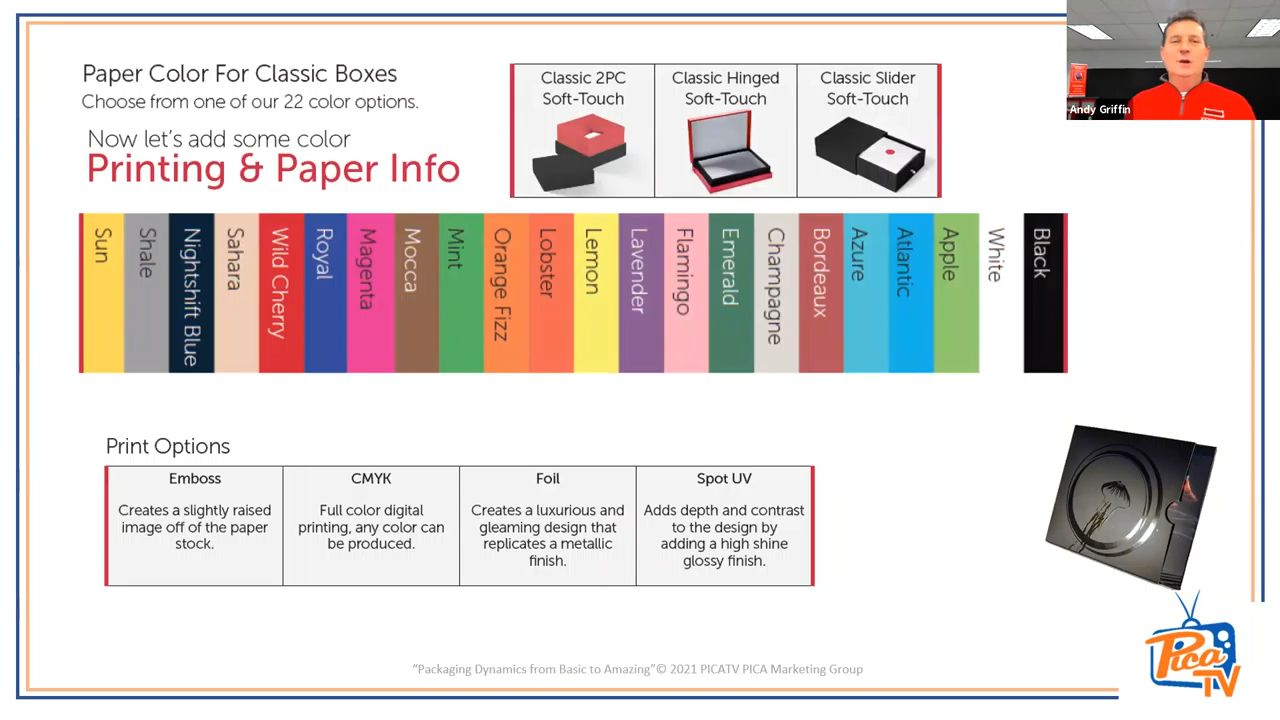 Paper Color For Classic Boxes
Choose from one of our 22 color options.
Now let's add some color
Printing & Paper Info
Classic 2PC
Soft-Touch
Classic Hinged
Soft-Touch
Classic Slider
Soft-Touch
Andy Griffin
Sun
Shale
Nightshift Blue
Sahara
Wild Cherry
Royal
Magenta
Mocca
Mint
Orange Fizz
Lobster
Lemon
Lavender
Flamingo
Emerald
Champagne
Bordeaux
Azure
Atlantic
Apple
White
Black
Print Options
Emboss
Creates a slightly raised
image off of the paper
stock.
CMYK
Full color digital
printing, any color can
be produced.
Foil
Creates a luxurious and
gleaming design that
replicates a metallic
finish.
Spot UV
Adds depth and contrast
to the design by
adding a high shine
glossy finish.
"Packaging Dynamics from Basic to Amazing"© 2021 PICATV PICA Marketing Group
Pica
TV